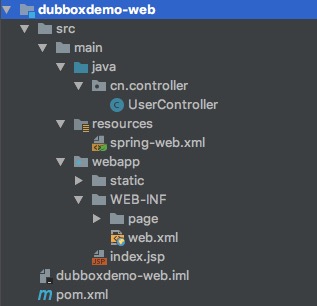 dubboxdemo-web
src
main
java
cn.controller
UserController
resources
spring-web.xml
webapp
static
WEB-INF
page
web.xml
index.jsp
dubboxdemo-web.iml
pom.xml